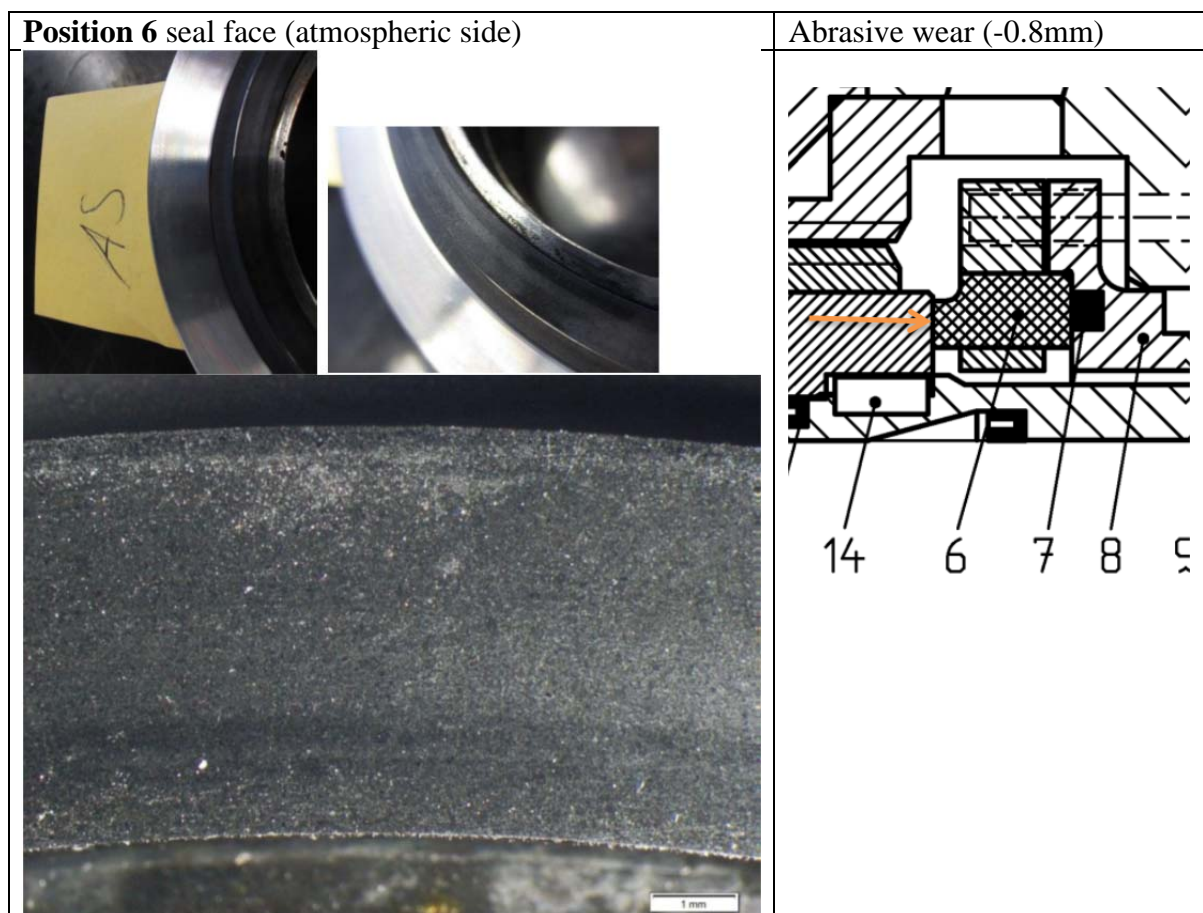 Position 6 seal face (atmospheric side)
Abrasive wear (-0.8mm)
AS
14 6 7 8
1 mm